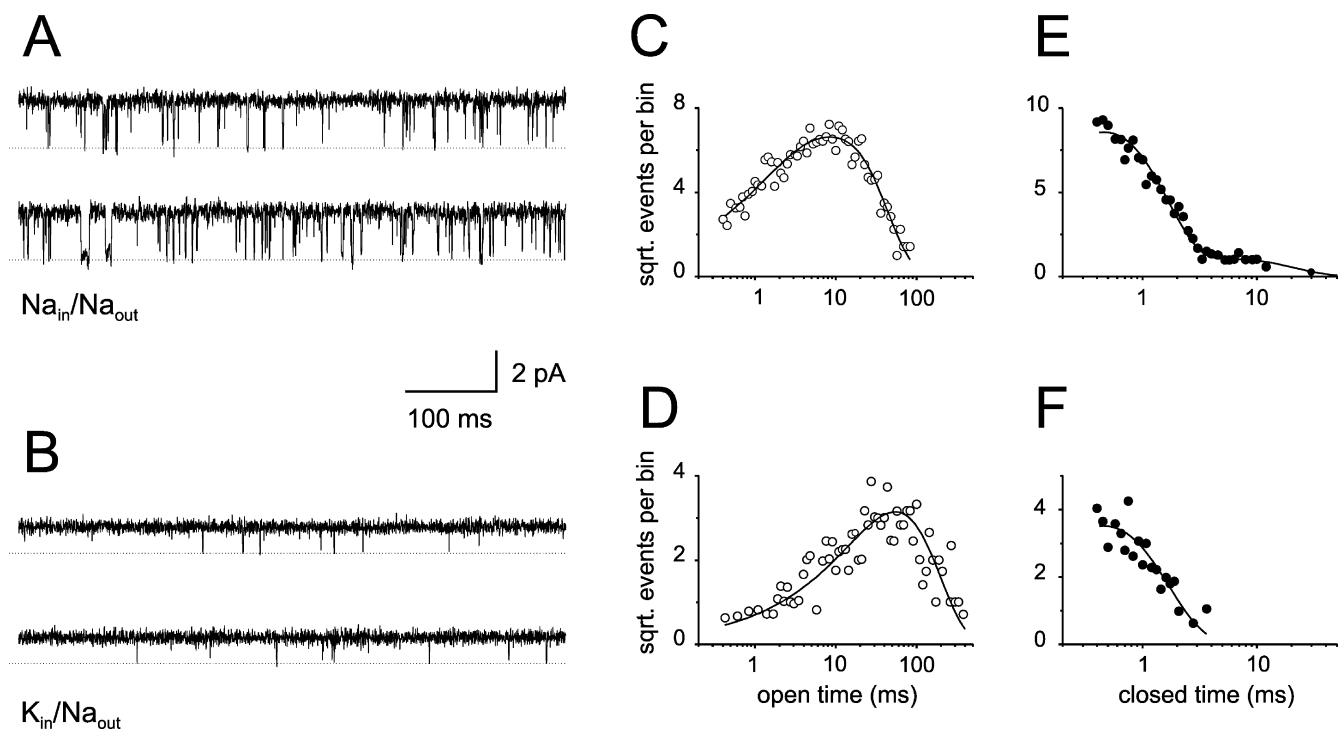 A
Na_in/Na_out
2 pA
100 ms
B
K_in/Na_out
C
sqrt. events per bin
8
4
0
1 10 100
D
sqrt. events per bin
4
2
0
1 10 100
open time (ms)
E
10
5
0
1 10
F
4
2
0
1 10
closed time (ms)